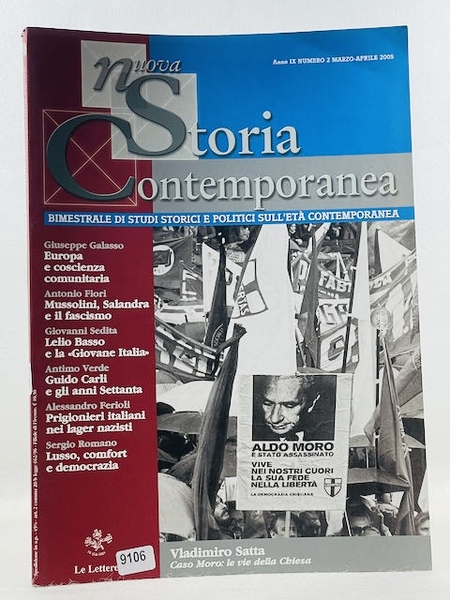 Anno IX NUMERO 2 MARZO-APRILE 2005
nuova
Storia
Contemporanea
BIMESTRALE DI STUDI STORICI E POLITICI SULL'ETÀ CONTEMPORANEA
Giuseppe Galasso
Europa
e coscienza
comunitaria
Antonio Fiori
Mussolini, Salandra
e il fascismo
Giovanni Sedita
Lelio Basso
e la «Giovane Italia»
Antimo Verde
Guido Carli
e gli anni Settanta
Alessandro Ferioli
Prigionieri italiani
nei lager nazisti
Sergio Romano
Lusso, comfort
e democrazia
ALDO MORO
È STATO ASSASSINATO
VIVE
NEI NOSTRI CUORI
LA SUA FEDE
NELLA LIBERTÀ
LA DEMOCRAZIA CRISTIANA
Le Lettere
9106
Vladimiro Satta
Caso Moro: le vie della Chiesa